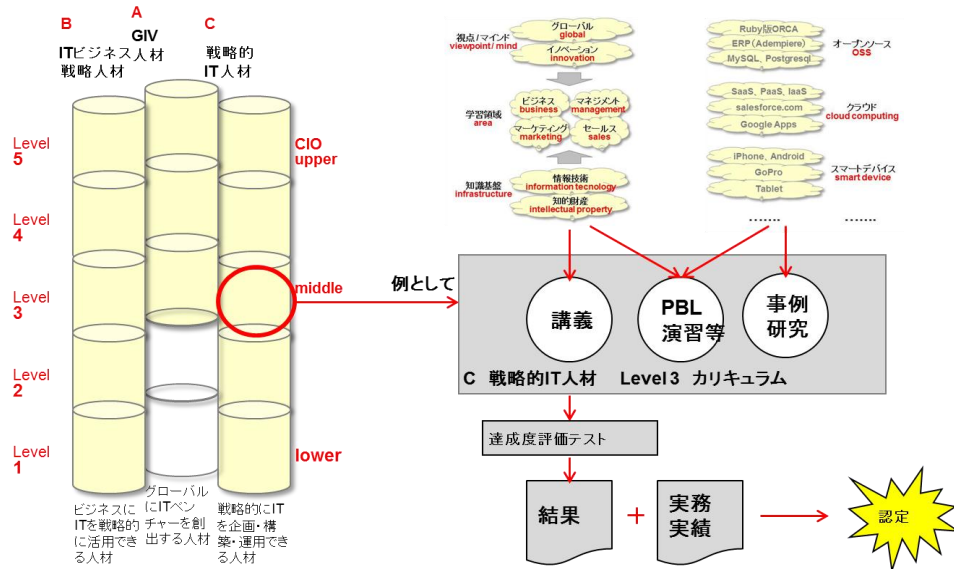 B
ITビジネス
戦略人材
A
GIV
人材
C
戦略的
IT人材
Level
5
Level
4
Level
3
Level
2
Level
1
CIO
upper
middle
lower
ビジネスに
ITを戦略的
に活用でき
る人材
グローバル
にITベン
チャーを創
出する人材
戦略的にIT
を企画・構
築・運用でき
る人材
視点/マインド
viewpoint/ mind
グローバル
global
イノベーション
innovation
学習領域
area
ビジネス
business
マネジメント
management
マーケティング
marketing
セールス
sales
知識基盤
infrastructure
情報技術
information tecnology
知的財産
intellectual property
Ruby版ORCA
ERP(Adempiere)
MySQL, Postgresql
オープンソース
OSS
SaaS、PaaS、IaaS
salesforce.com
Google Apps
クラウド
cloud computing
iPhone、Android
GoPro
Tablet
スマートデバイス
smart device
.......
.......
例として
講義
PBL
演習等
事例
研究
C 戦略的IT人材 Level 3 カリキュラム
達成度評価テスト
結果
+
実務
実績
認定